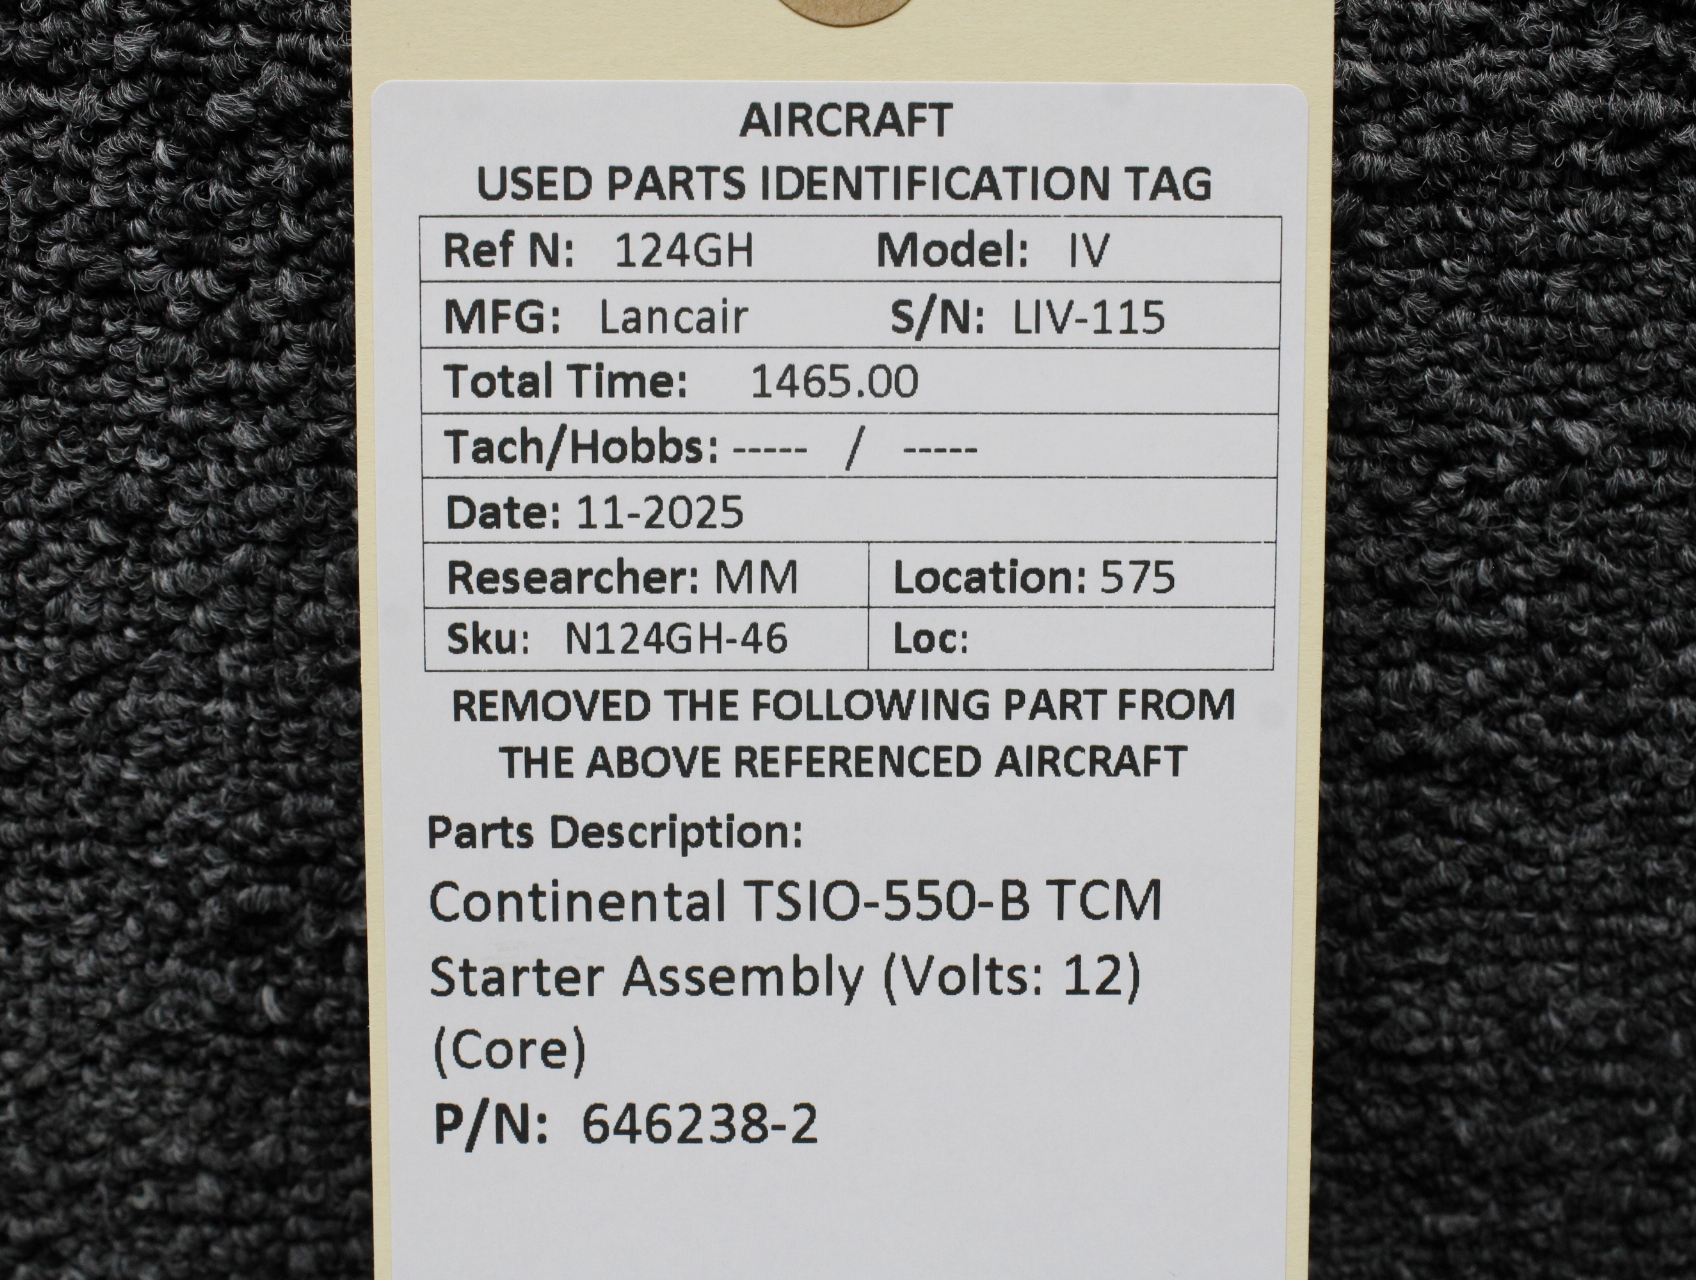 AIRCRAFT
USED PARTS IDENTIFICATION TAG
Ref N: 124GH Model: IV
MFG: Lancair S/N: LIV-115
Total Time: 1465.00
Tach/Hobbs: ----- / -----
Date: 11-2025
Researcher: MM Location: 575
Sku: N124GH-46 Loc:
REMOVED THE FOLLOWING PART FROM
THE ABOVE REFERENCED AIRCRAFT
Parts Description:
Continental TSIO-550-B TCM
Starter Assembly (Volts: 12)
(Core)
P/N: 646238-2